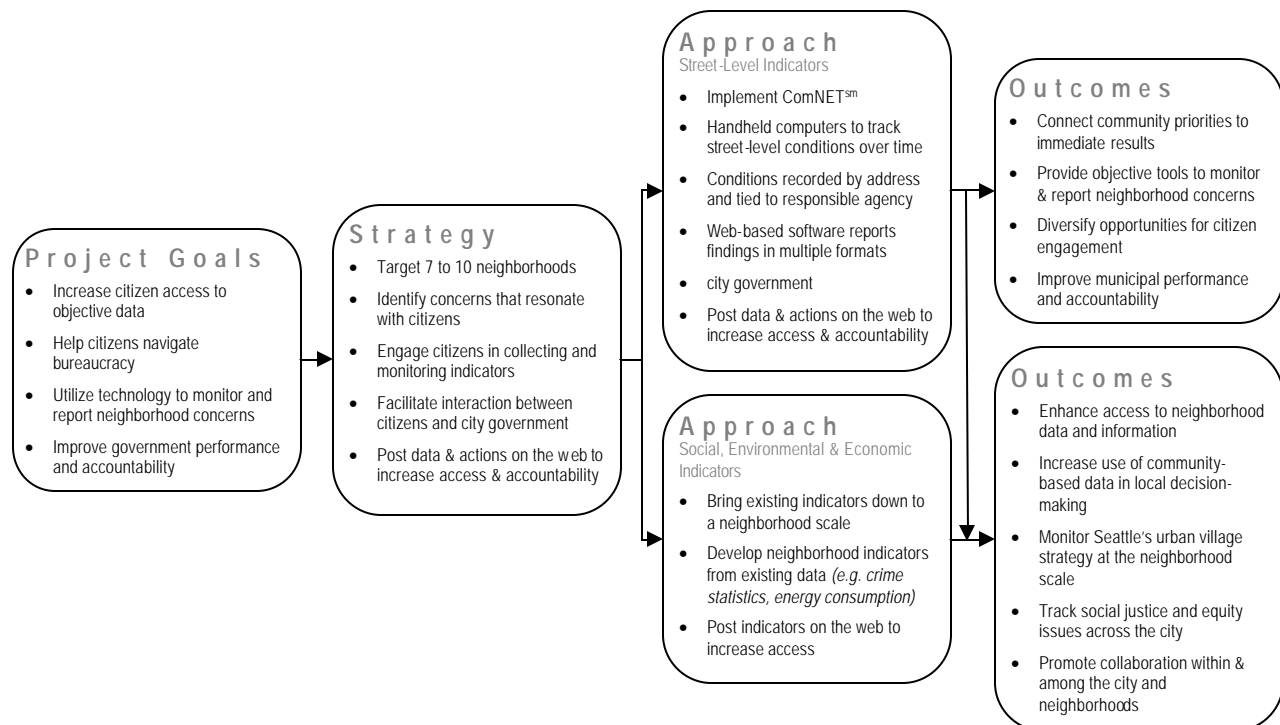 Project Goals
• Increase citizen access to
objective data
• Help citizens navigate
bureaucracy
• Utilize technology to monitor and
report neighborhood concerns
• Improve government performance
and accountability
Strategy
• Target 7 to 10 neighborhoods
• Identify concerns that resonate
with citizens
• Engage citizens in collecting and
monitoring indicators
• Facilitate interaction between
citizens and city government
• Post data & actions on the web to
increase access & accountability
Approach
Street-Level Indicators
• Implement ComNETsm
• Handheld computers to track
street-level conditions over time
• Conditions recorded by address
and tied to responsible agency
• Web-based software reports
findings in multiple formats
• city government
• Post data & actions on the web to
increase access & accountability
Approach
Social, Environmental & Economic
Indicators
• Bring existing indicators down to
a neighborhood scale
• Develop neighborhood indicators
from existing data (e.g. crime
statistics, energy consumption)
• Post indicators on the web to
increase access
Outcomes
• Connect community priorities to
immediate results
• Provide objective tools to monitor
& report neighborhood concerns
• Diversify opportunities for citizen
engagement
• Improve municipal performance
and accountability
Outcomes
• Enhance access to neighborhood
data and information
• Increase use of community-
based data in local decision-
making
• Monitor Seattle's urban village
strategy at the neighborhood
scale
• Track social justice and equity
issues across the city
• Promote collaboration within &
among the city and
neighborhoods